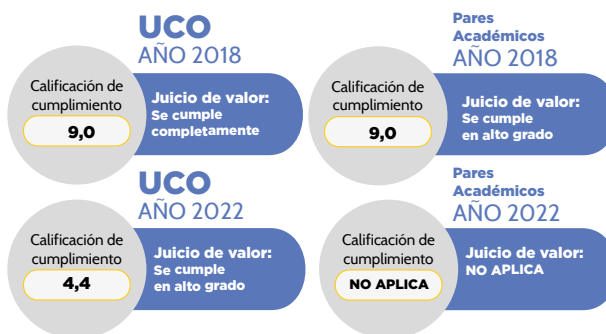 UCO
AÑO 2018
Calificación de
cumplimiento
9,0
Juicio de valor:
Se cumple
completamente
Pares
Académicos
AÑO 2018
Calificación de
cumplimiento
9,0
Juicio de valor:
Se cumple
en alto grado
UCO
AÑO 2022
Calificación de
cumplimiento
4,4
Juicio de valor:
Se cumple
en alto grado
Pares
Académicos
AÑO 2022
Calificación de
cumplimiento
NO APLICA
Juicio de valor:
NO APLICA